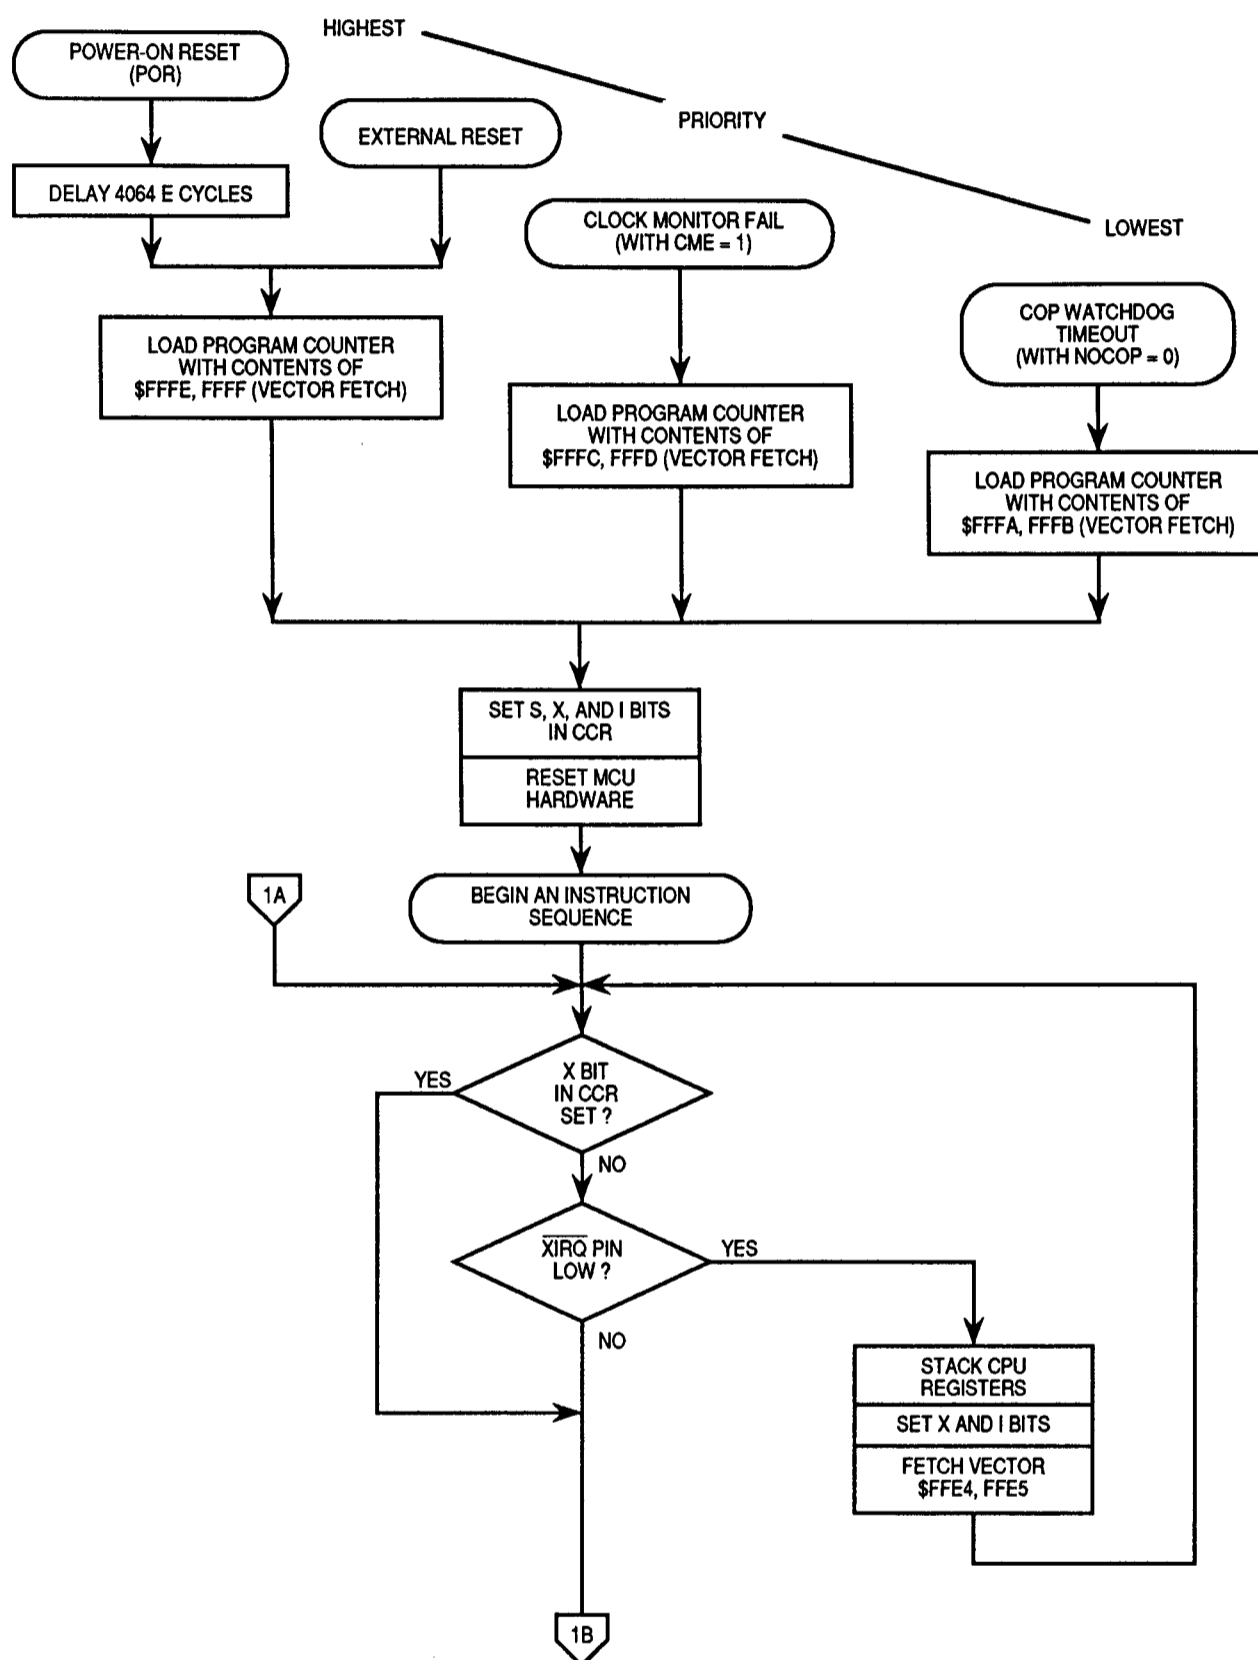 HIGHEST
POWER-ON RESET
(POR)
PRIORITY
EXTERNAL RESET
DELAY 4064 E CYCLES
CLOCK MONITOR FAIL
(WITH CME = 1)
LOWEST
COP WATCHDOG
TIMEOUT
(WITH NOCOP = 0)
LOAD PROGRAM COUNTER
WITH CONTENTS OF
$FFFE, FFFF (VECTOR FETCH)
LOAD PROGRAM COUNTER
WITH CONTENTS OF
$FFFC, FFFD (VECTOR FETCH)
LOAD PROGRAM COUNTER
WITH CONTENTS OF
$FFFA, FFFB (VECTOR FETCH)
SET S, X, AND I BITS
IN CCR
RESET MCU
HARDWARE
1A
BEGIN AN INSTRUCTION
SEQUENCE
X BIT
IN CCR
SET ?
YES
NO
XIRQ PIN
LOW ?
YES
NO
STACK CPU
REGISTERS
SET X AND I BITS
FETCH VECTOR
$FFE4, FFE5
1B